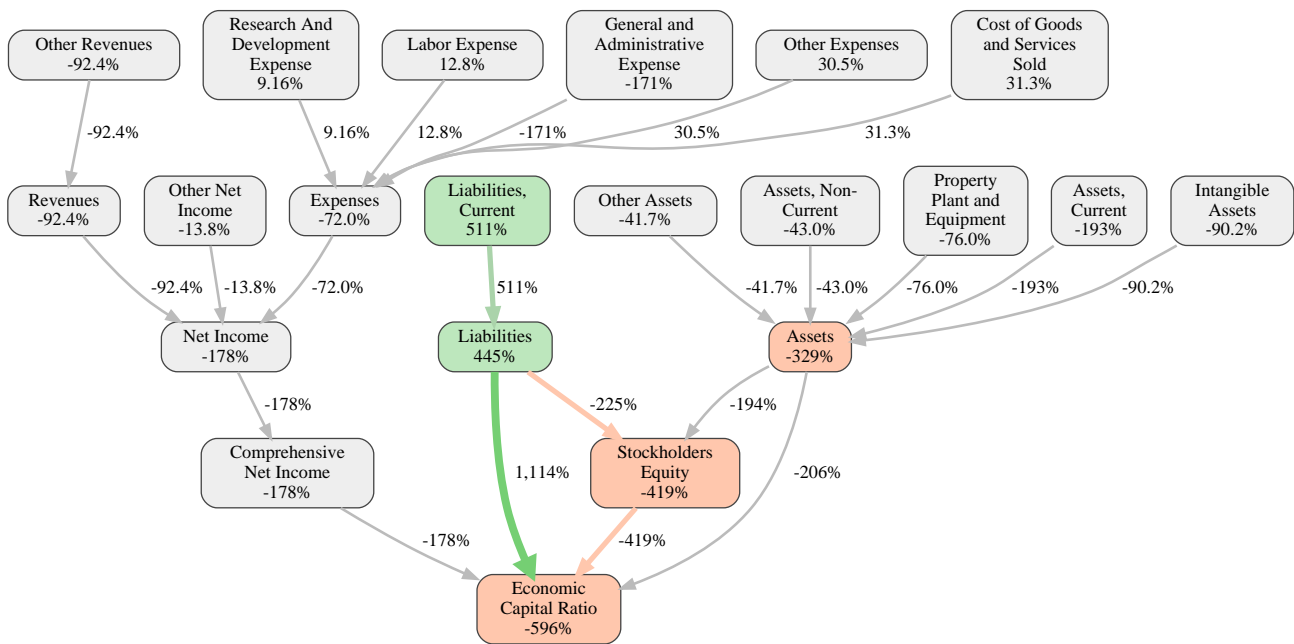 Other Revenues
-92.4%
Research And
Development
Expense
9.16%
Labor Expense
12.8%
General and
Administrative
Expense
-171%
Other Expenses
30.5%
Cost of Goods
and Services
Sold
31.3%
-92.4%
9.16%
12.8%
-171%
30.5%
31.3%
Revenues
-92.4%
Other Net
Income
-13.8%
Expenses
-72.0%
Liabilities,
Current
511%
Other Assets
-41.7%
Assets, Non-
Current
-43.0%
Property
Plant and
Equipment
-76.0%
Assets,
Current
-193%
Intangible
Assets
-90.2%
-92.4%
-13.8%
-72.0%
511%
-41.7%
-43.0%
-76.0%
-193%
-90.2%
Net Income
-178%
Liabilities
445%
Assets
-329%
-178%
-225%
-194%
Comprehensive
Net Income
-178%
1,114%
Stockholders
Equity
-419%
-206%
-178%
-419%
Economic
Capital Ratio
-596%